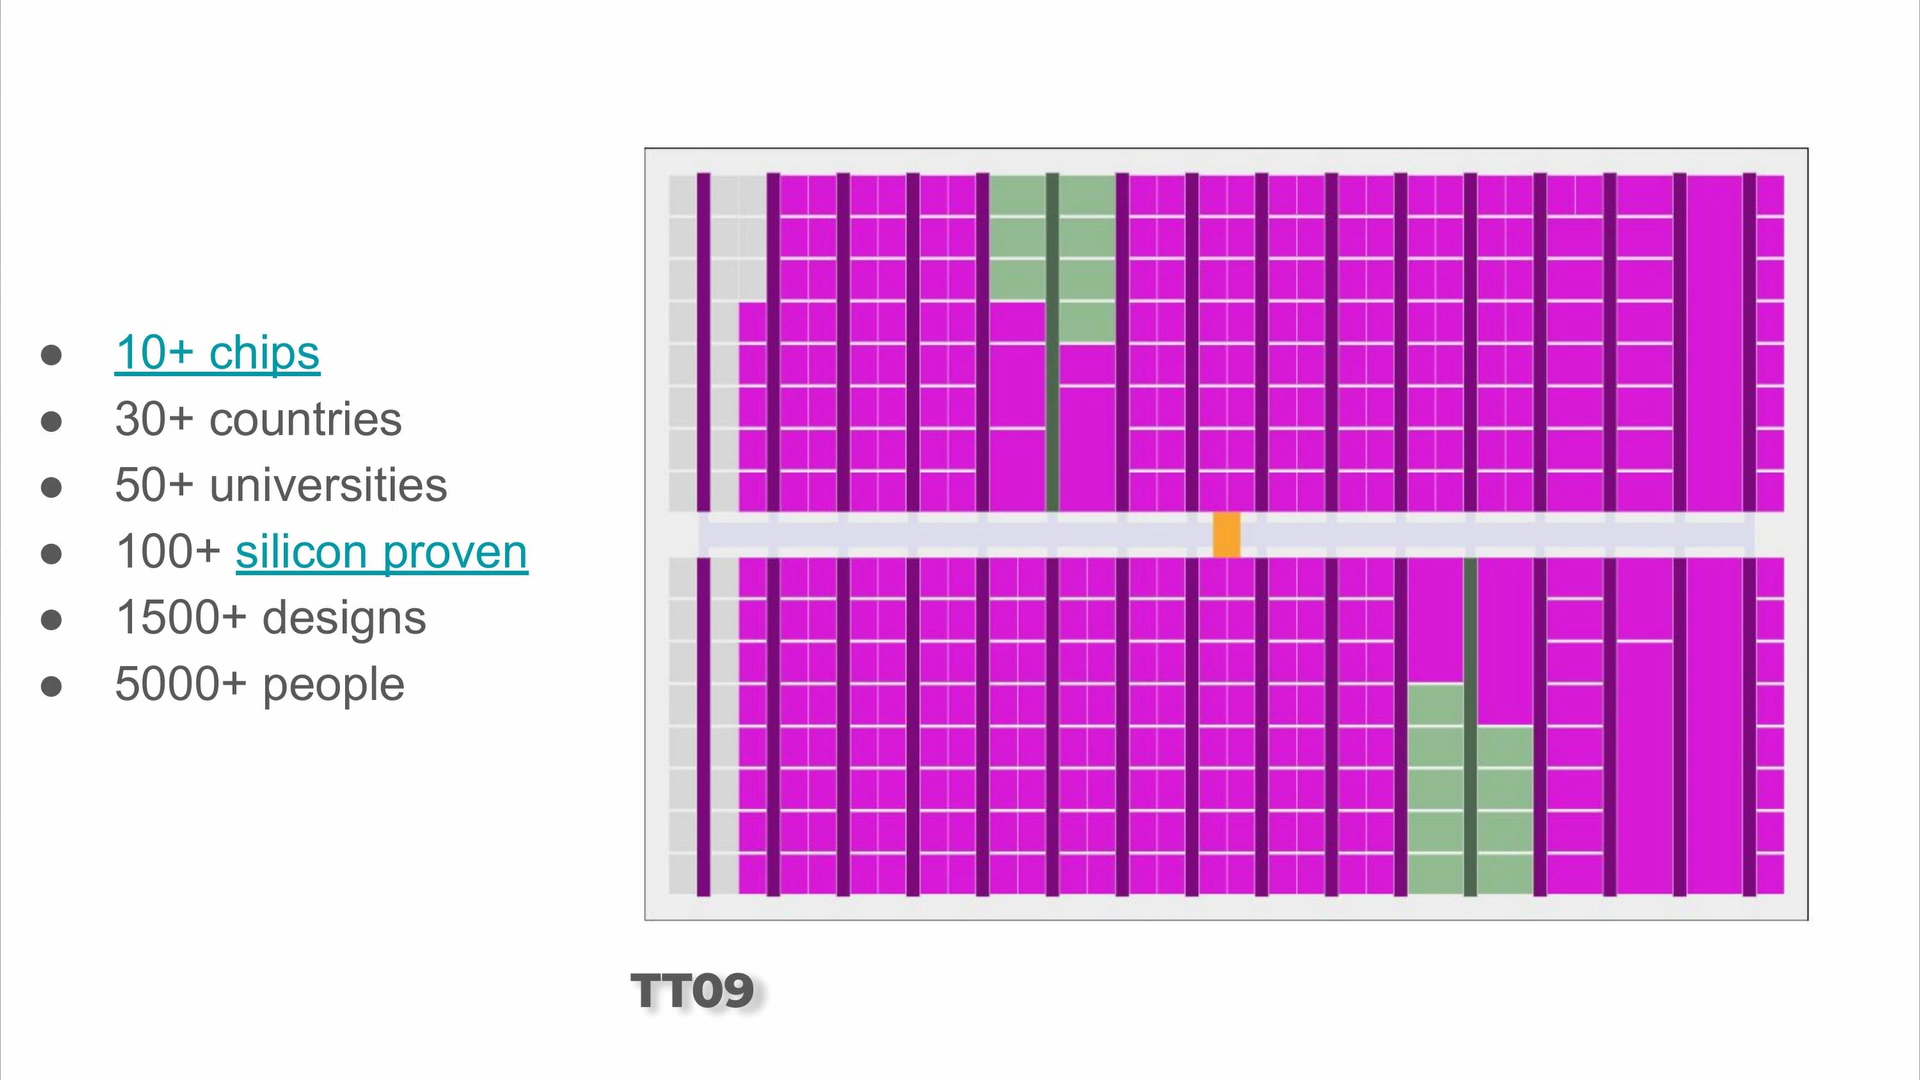 10+ chips
30+ countries
50+ universities
100+ silicon proven
1500+ designs
5000+ people
TT09